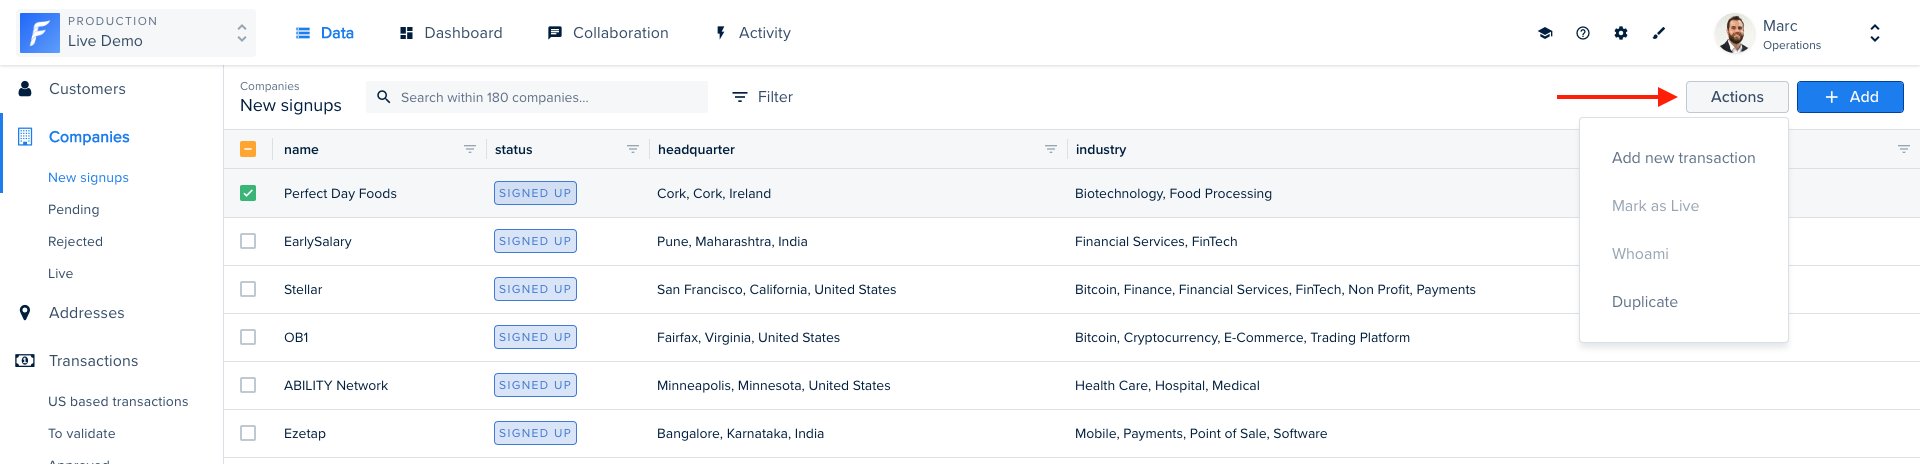 PRODUCTION
Live Demo
Data
Dashboard
Collaboration
Activity
Marc
Operations
Customers
Companies
New signups
Pending
Rejected
Live
Addresses
Transactions
US based transactions
To validate
Approved
Companies
New signups
Search within 180 companies...
Filter
Actions
Add
Add new transaction
Mark as Live
Whoami
Duplicate
name status headquarter industry
Perfect Day Foods SIGNED UP Cork, Cork, Ireland Biotechnology, Food Processing
EarlySalary SIGNED UP Pune, Maharashtra, India Financial Services, FinTech
Stellar SIGNED UP San Francisco, California, United States Bitcoin, Finance, Financial Services, FinTech, Non Profit, Payments
OB1 SIGNED UP Fairfax, Virginia, United States Bitcoin, Cryptocurrency, E-Commerce, Trading Platform
ABILITY Network SIGNED UP Minneapolis, Minnesota, United States Health Care, Hospital, Medical
Ezetap SIGNED UP Bangalore, Karnataka, India Mobile, Payments, Point of Sale, Software